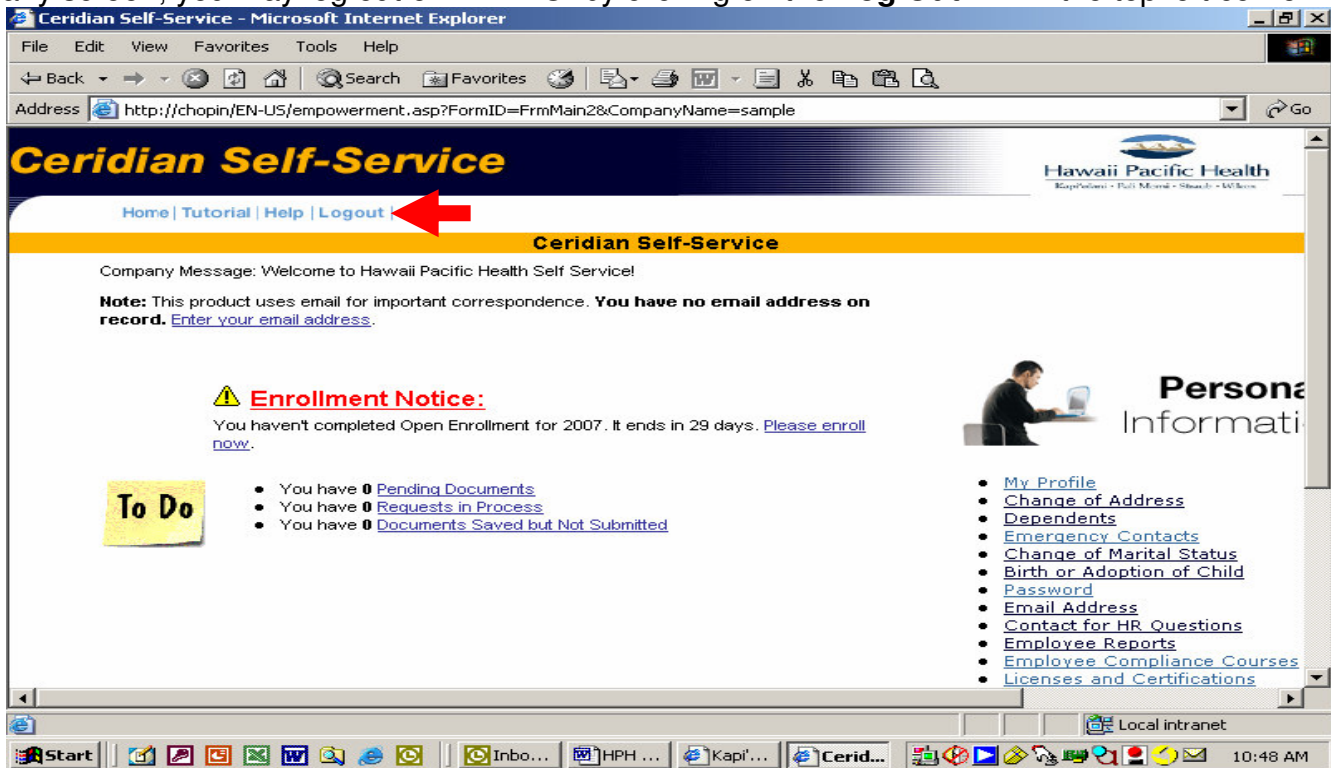 Ceridian Self-Service - Microsoft Internet Explorer
File Edit View Favorites Tools Help
Back Search Favorites
Address http://chopin/EN-US/empowerment.asp?FormID=FrmMain2&CompanyName=sample Go
Ceridian Self-Service
Hawaii Pacific Health
Home | Tutorial | Help | Logout |
Ceridian Self-Service
Company Message: Welcome to Hawaii Pacific Health Self Service!
Note: This product uses email for important correspondence. You have no email address on
record. Enter your email address.
Enrollment Notice:
You haven't completed Open Enrollment for 2007. It ends in 29 days. Please enroll
now.
To Do
• You have 0 Pending Documents
• You have 0 Requests in Process
• You have 0 Documents Saved but Not Submitted
Persona
Informati
• My Profile
• Change of Address
• Dependents
• Emergency Contacts
• Change of Marital Status
• Birth or Adoption of Child
• Password
• Email Address
• Contact for HR Questions
• Employee Reports
• Employee Compliance Courses
• Licenses and Certifications
Local intranet
Start Inbo... HPH ... Kapi'... Cerid... 10:48 AM